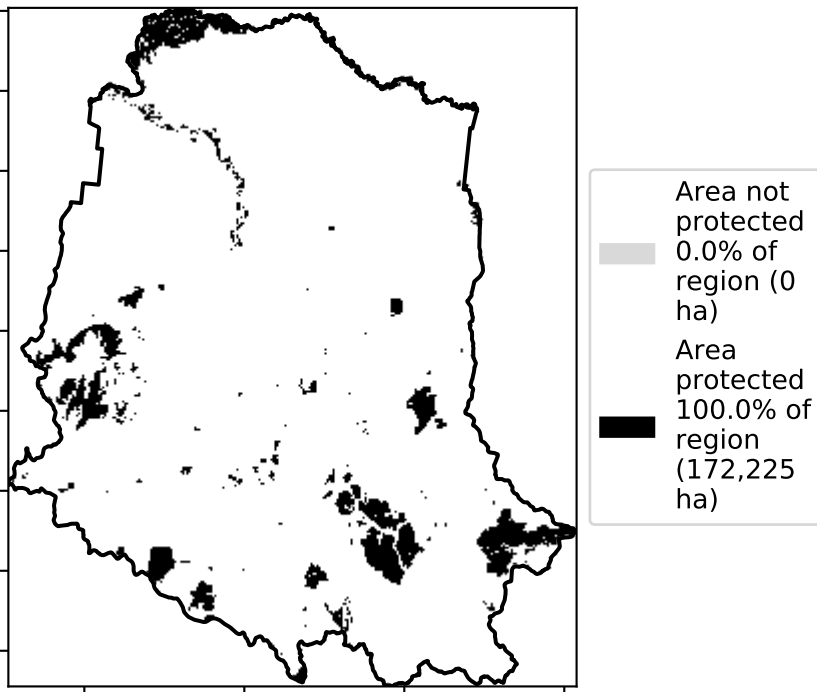 Area not
protected
0.0% of
region (0
ha)
Area
protected
100.0% of
region
(172,225
ha)